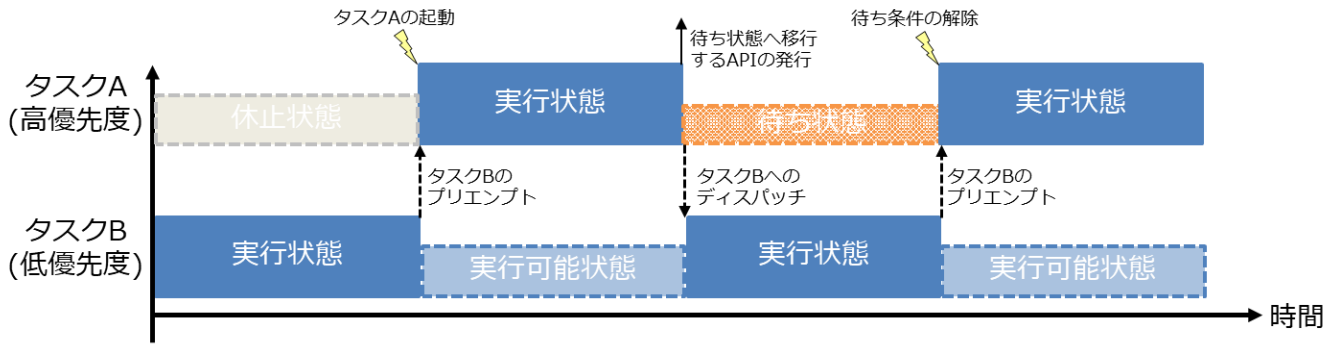 タスクAの起動
待ち状態へ移行
するAPIの発行
待ち条件の解除
タスクA
(高優先度)
休止状態
実行状態
待ち状態
実行状態
タスクBの
プリエンプト
タスクBへの
ディスパッチ
タスクBの
プリエンプト
タスクB
(低優先度)
実行状態
実行可能状態
実行状態
実行可能状態
時間